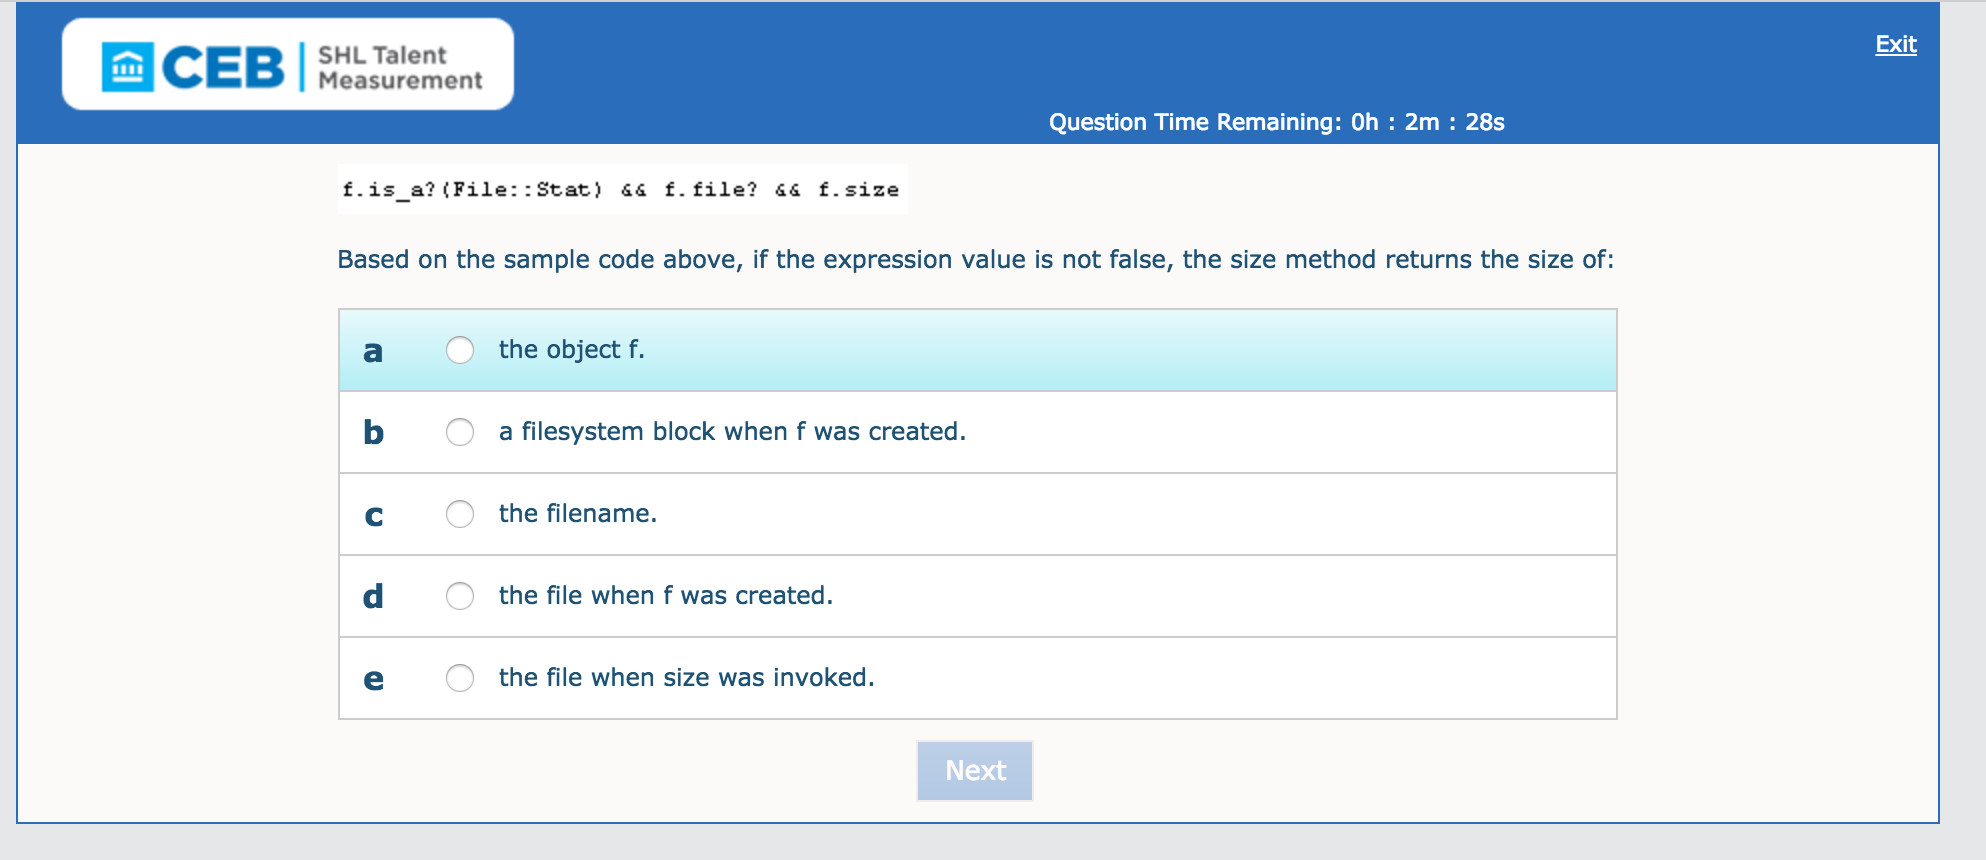 CEB
SHL Talent
Measurement
Exit
Question Time Remaining: 0h : 2m : 28s
f.is_a?(File::Stat) && f.file? && f.size
Based on the sample code above, if the expression value is not false, the size method returns the size of:
a the object f.
b a filesystem block when f was created.
c the filename.
d the file when f was created.
e the file when size was invoked.
Next